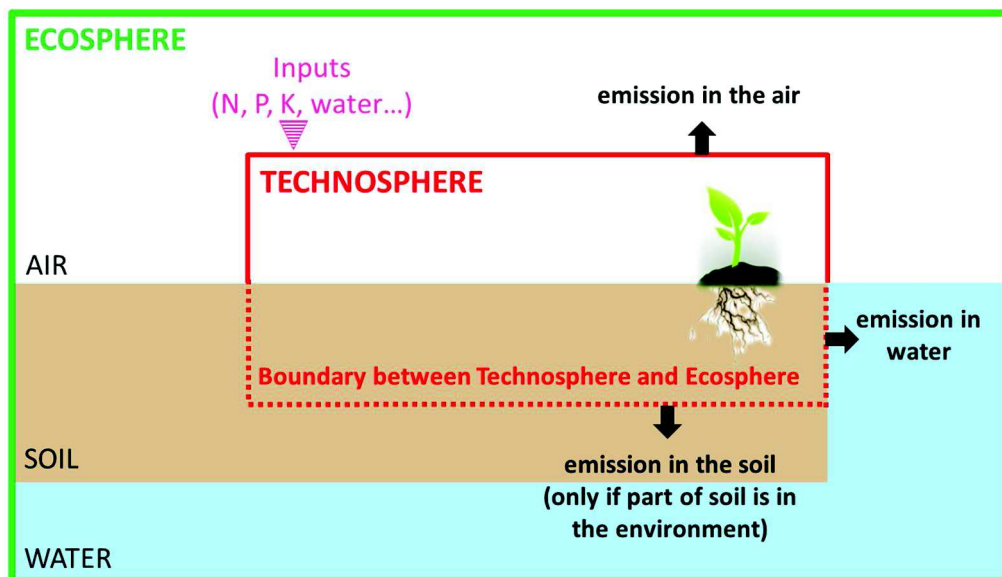 ECOSPHERE
Inputs
(N, P, K, water...)
emission in the air
TECHNOSPHERE
AIR
emission in
water
Boundary between Technosphere and Ecosphere
SOIL
emission in the soil
(only if part of soil is in
the environment)
WATER